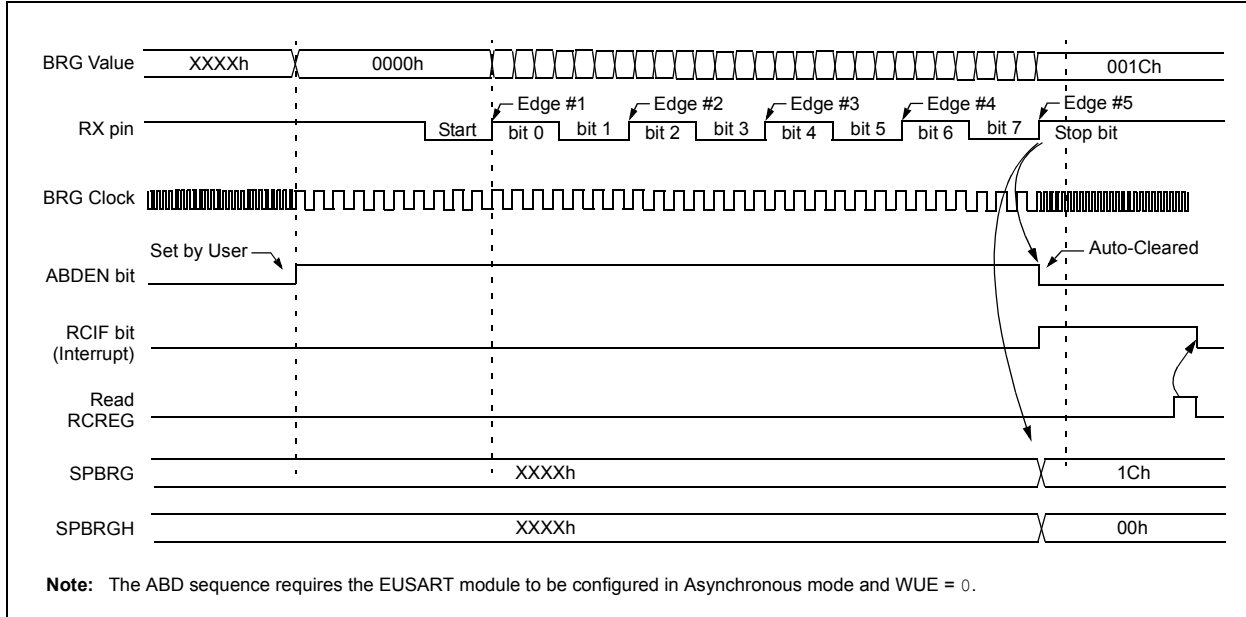 BRG Value XXXXh 0000h 001Ch
Edge #1 Edge #2 Edge #3 Edge #4 Edge #5
RX pin Start bit 0 bit 1 bit 2 bit 3 bit 4 bit 5 bit 6 bit 7 Stop bit
BRG Clock
Set by User Auto-Cleared
ABDEN bit
RCIF bit
(Interrupt)
Read
RCREG
SPBRG XXXXh 1Ch
SPBRGH XXXXh 00h
Note: The ABD sequence requires the EUSART module to be configured in Asynchronous mode and WUE = 0.